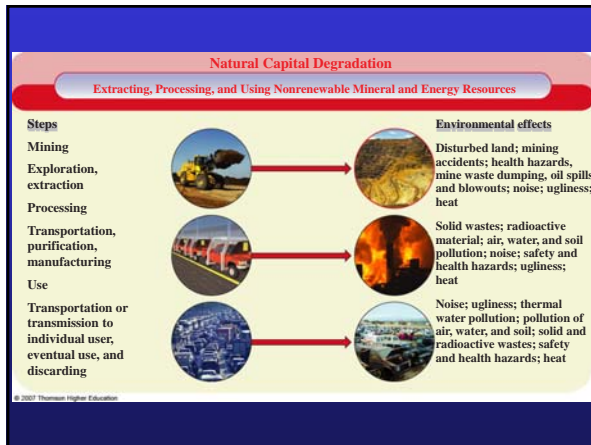 Natural Capital Degradation
Extracting, Processing, and Using Nonrenewable Mineral and Energy Resources
Steps
Mining
Exploration,
extraction
Processing
Transportation,
purification,
manufacturing
Use
Transportation or
transmission to
individual user,
eventual use, and
discarding
Environmental effects
Disturbed land; mining
accidents; health hazards,
mine waste dumping, oil spills
and blowouts; noise; ugliness;
heat
Solid wastes; radioactive
material; air, water, and soil
pollution; noise; safety and
health hazards; ugliness;
heat
Noise; ugliness; thermal
water pollution; pollution of
air, water, and soil; solid and
radioactive wastes; safety
and health hazards; heat
© 2007 Thomson Higher Education